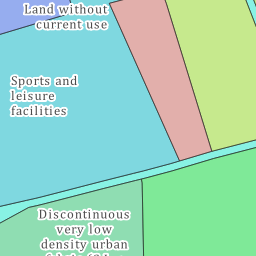 Land without
current use
Sports and
leisure
facilities
Discontinuous
very low
density urban